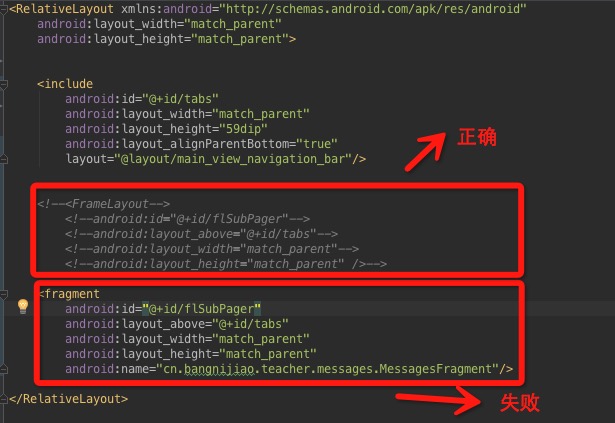 <RelativeLayout xmlns:android="http://schemas.android.com/apk/res/android"
android:layout_width="match_parent"
android:layout_height="match_parent">
<include
android:id="@+id/tabs"
android:layout_width="match_parent"
android:layout_height="59dip"
android:layout_alignParentBottom="true"
layout="@layout/main_view_navigation_bar"/>
正确
<!--<FrameLayout-->
<!--android:id="@+id/flSubPager"-->
<!--android:layout_above="@+id/tabs"-->
<!--android:layout_width="match_parent"-->
<!--android:layout_height="match_parent" />-->
<fragment
android:id="@+id/flSubPager"
android:layout_above="@+id/tabs"
android:layout_width="match_parent"
android:layout_height="match_parent"
android:name="cn.bangnijiao.teacher.messages.MessagesFragment"/>
</RelativeLayout>
失败